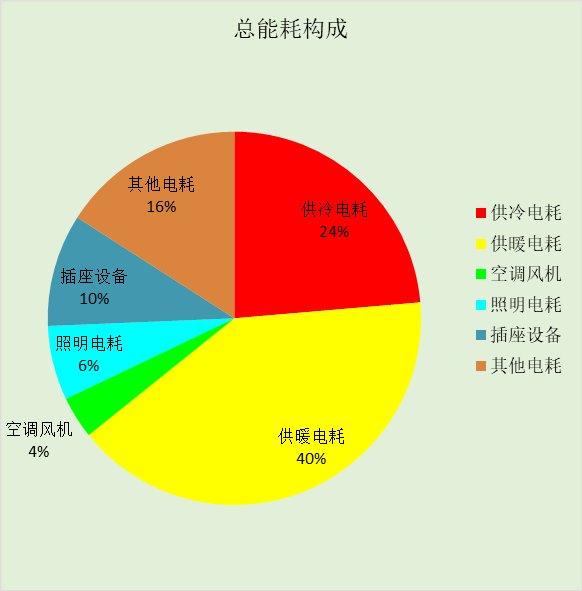 总能耗构成
其他电耗
16%
供冷电耗
24%
插座设备
10%
照明电耗
6%
空调风机
4%
供暖电耗
40%
供冷电耗
供暖电耗
空调风机
照明电耗
插座设备
其他电耗